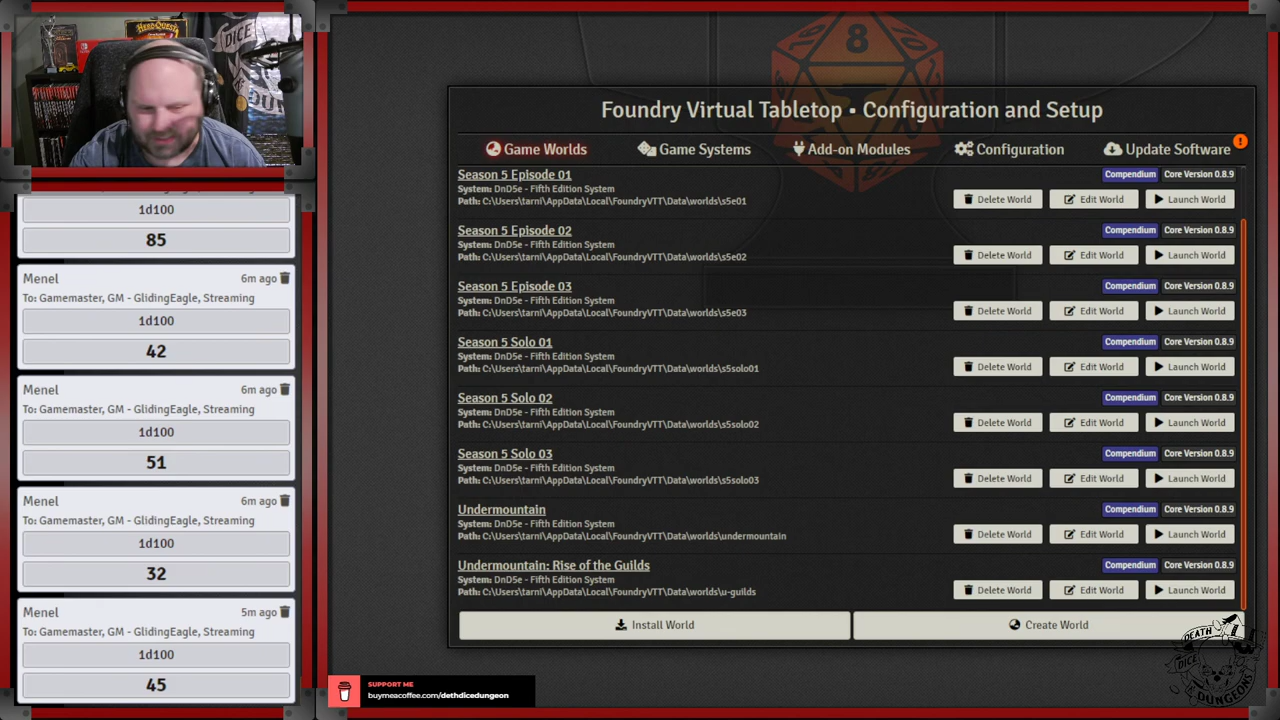 HeroQuest
DICE
1d100
85
Menel 6m ago
To: Gamemaster, GM - GlidingEagle, Streaming
1d100
42
Menel 6m ago
To: Gamemaster, GM - GlidingEagle, Streaming
1d100
51
Menel 6m ago
To: Gamemaster, GM - GlidingEagle, Streaming
1d100
32
Menel 5m ago
To: Gamemaster, GM - GlidingEagle, Streaming
1d100
45
8
Foundry Virtual Tabletop • Configuration and Setup
Game Worlds Game Systems Add-on Modules Configuration Update Software !
Season 5 Episode 01 Compendium Core Version 0.8.9
System: DnD5e - Fifth Edition System
Path: C:\Users\tarni\AppData\Local\FoundryVTT\Data\worlds\s5e01 Delete World Edit World Launch World
Season 5 Episode 02 Compendium Core Version 0.8.9
System: DnD5e - Fifth Edition System
Path: C:\Users\tarni\AppData\Local\FoundryVTT\Data\worlds\s5e02 Delete World Edit World Launch World
Season 5 Episode 03 Compendium Core Version 0.8.9
System: DnD5e - Fifth Edition System
Path: C:\Users\tarni\AppData\Local\FoundryVTT\Data\worlds\s5e03 Delete World Edit World Launch World
Season 5 Solo 01 Compendium Core Version 0.8.9
System: DnD5e - Fifth Edition System
Path: C:\Users\tarni\AppData\Local\FoundryVTT\Data\worlds\s5solo01 Delete World Edit World Launch World
Season 5 Solo 02 Compendium Core Version 0.8.9
System: DnD5e - Fifth Edition System
Path: C:\Users\tarni\AppData\Local\FoundryVTT\Data\worlds\s5solo02 Delete World Edit World Launch World
Season 5 Solo 03 Compendium Core Version 0.8.9
System: DnD5e - Fifth Edition System
Path: C:\Users\tarni\AppData\Local\FoundryVTT\Data\worlds\s5solo03 Delete World Edit World Launch World
Undermountain Compendium Core Version 0.8.9
System: DnD5e - Fifth Edition System
Path: C:\Users\tarni\AppData\Local\FoundryVTT\Data\worlds\undermountain Delete World Edit World Launch World
Undermountain: Rise of the Guilds Compendium Core Version 0.8.9
System: DnD5e - Fifth Edition System
Path: C:\Users\tarni\AppData\Local\FoundryVTT\Data\worlds\u-guilds Delete World Edit World Launch World
Install World Create World
DEATH
DICE
DUNGEONS
SUPPORT ME
buymeacoffee.com/dethdicedungeon